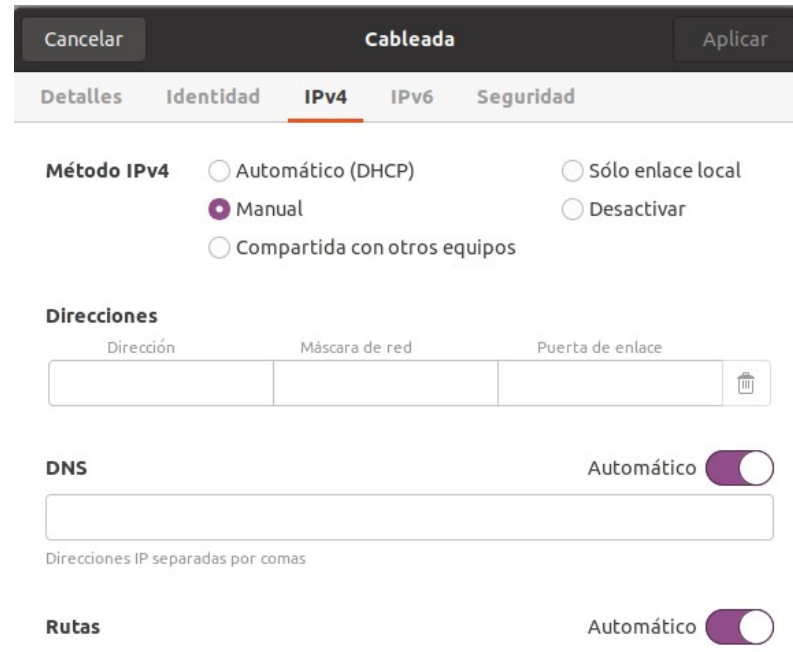 Cancelar Cableada Aplicar
Detalles Identidad IPv4 IPv6 Seguridad
Método IPv4 Automático (DHCP) Sólo enlace local
Manual Desactivar
Compartida con otros equipos
Direcciones
Dirección Máscara de red Puerta de enlace
DNS Automático
Direcciones IP separadas por comas
Rutas Automático